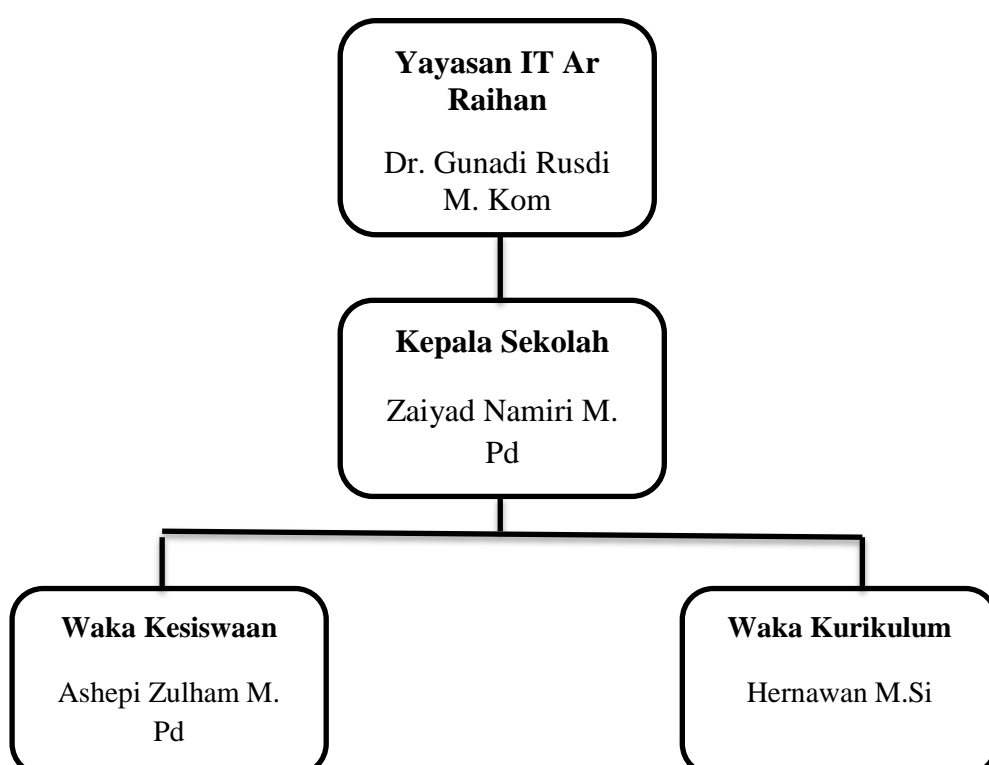 Yayasan IT Ar
Raihan
Dr. Gunadi Rusdi
M. Kom
Kepala Sekolah
Zaiyad Namiri M.
Pd
Waka Kesiswaan
Ashepi Zulham M.
Pd
Waka Kurikulum
Hernawan M.Si